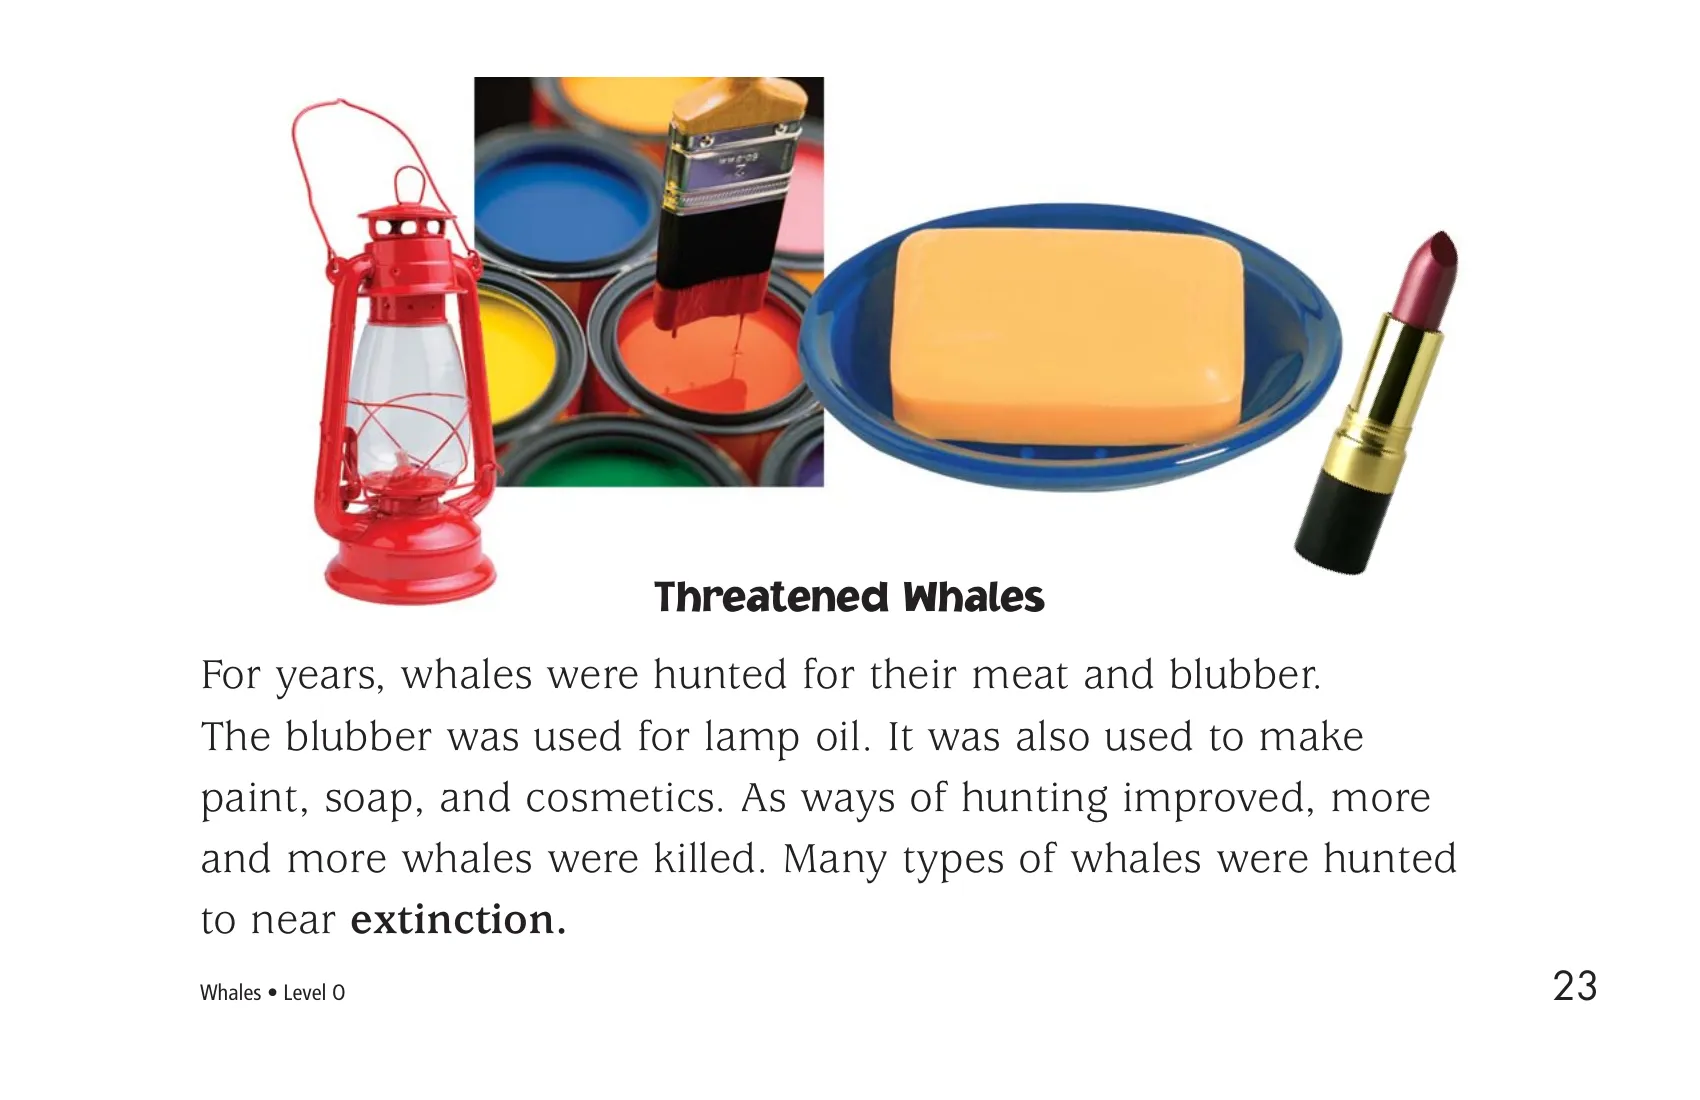 Threatened Whales
For years, whales were hunted for their meat and blubber.
The blubber was used for lamp oil. It was also used to make
paint, soap, and cosmetics. As ways of hunting improved, more
and more whales were killed. Many types of whales were hunted
to near extinction.
Whales • Level O
23